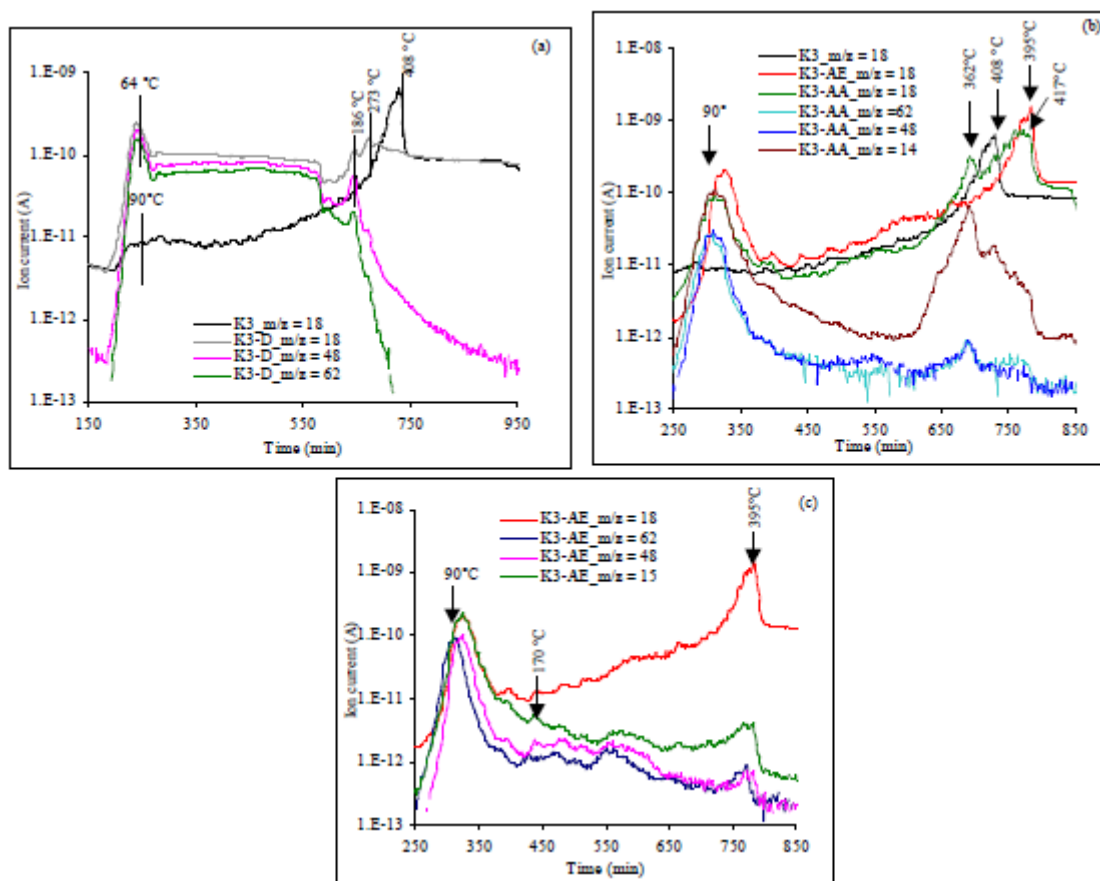 (a)
1.E-09
1.E-10
1.E-11
1.E-12
1.E-13
Ion current (A)
64 °C
90°C
186 °C
273 °C
408 °C
K3_m/z = 18
K3-D_m/z = 18
K3-D_m/z = 48
K3-D_m/z = 62
150 350 550 750 950
Time (min)
(b)
1.E-08
1.E-09
1.E-10
1.E-11
1.E-12
1.E-13
Ion current (A)
K3_m/z = 18
K3-AE_m/z = 18
K3-AA_m/z = 18
K3-AA_m/z =62
K3-AA_m/z = 48
K3-AA_m/z = 14
90°
362°C
408 °C
395°C
417°C
250 350 450 550 650 750 850
Time (min)
(c)
1.E-08
1.E-09
1.E-10
1.E-11
1.E-12
1.E-13
Ion current (A)
K3-AE_m/z = 18
K3-AE_m/z = 62
K3-AE_m/z = 48
K3-AE_m/z = 15
90°C
170 °C
395°C
250 350 450 550 650 750 850
Time (min)